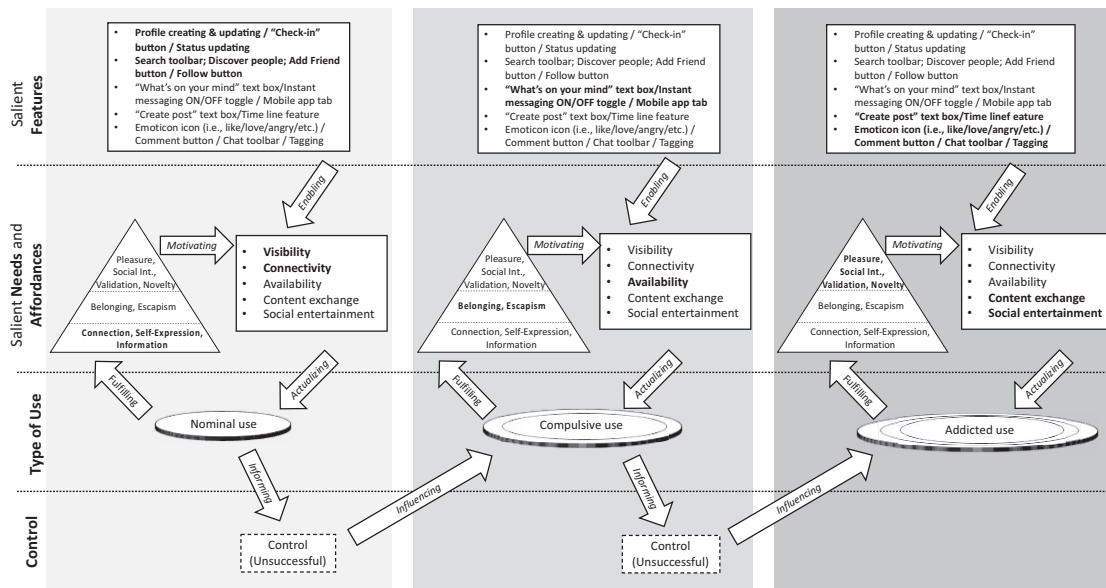 Salient
Features
• Profile creating & updating / “Check-in”
button / Status updating
• Search toolbar; Discover people; Add Friend
button / Follow button
• “What’s on your mind” text box/Instant
messaging ON/OFF toggle / Mobile app tab
• “Create post” text box/Time line feature
• Emoticon icon (i.e., like/love/angry/etc.) /
Comment button / Chat toolbar / Tagging
• Profile creating & updating / “Check-in”
button / Status updating
• Search toolbar; Discover people; Add Friend
button / Follow button
• “What’s on your mind” text box/Instant
messaging ON/OFF toggle / Mobile app tab
• “Create post” text box/Time line feature
• Emoticon icon (i.e., like/love/angry/etc.) /
Comment button / Chat toolbar / Tagging
• Profile creating & updating / “Check-in”
button / Status updating
• Search toolbar; Discover people; Add Friend
button / Follow button
• “What’s on your mind” text box/Instant
messaging ON/OFF toggle / Mobile app tab
• “Create post” text box/Time linef eature
• Emoticon icon (i.e., like/love/angry/etc.) /
Comment button / Chat toolbar / Tagging
Salient Needs and
Affordances
Enabling
Motivating
Pleasure,
Social Int.,
Validation, Novelty
Belonging, Escapism
Connection, Self-Expression,
Information
• Visibility
• Connectivity
• Availability
• Content exchange
• Social entertainment
Fulfilling
Actualizing
Enabling
Motivating
Pleasure,
Social Int.,
Validation, Novelty
Belonging, Escapism
Connection, Self-Expression,
Information
• Visibility
• Connectivity
• Availability
• Content exchange
• Social entertainment
Fulfilling
Actualizing
Enabling
Motivating
Pleasure,
Social Int.,
Validation, Novelty
Belonging, Escapism
Connection, Self-Expression,
Information
• Visibility
• Connectivity
• Availability
• Content exchange
• Social entertainment
Fulfilling
Actualizing
Type of Use
Nominal use
Compulsive use
Addicted use
Informing
Influencing
Informing
Influencing
Control
Control
(Unsuccessful)
Control
(Unsuccessful)